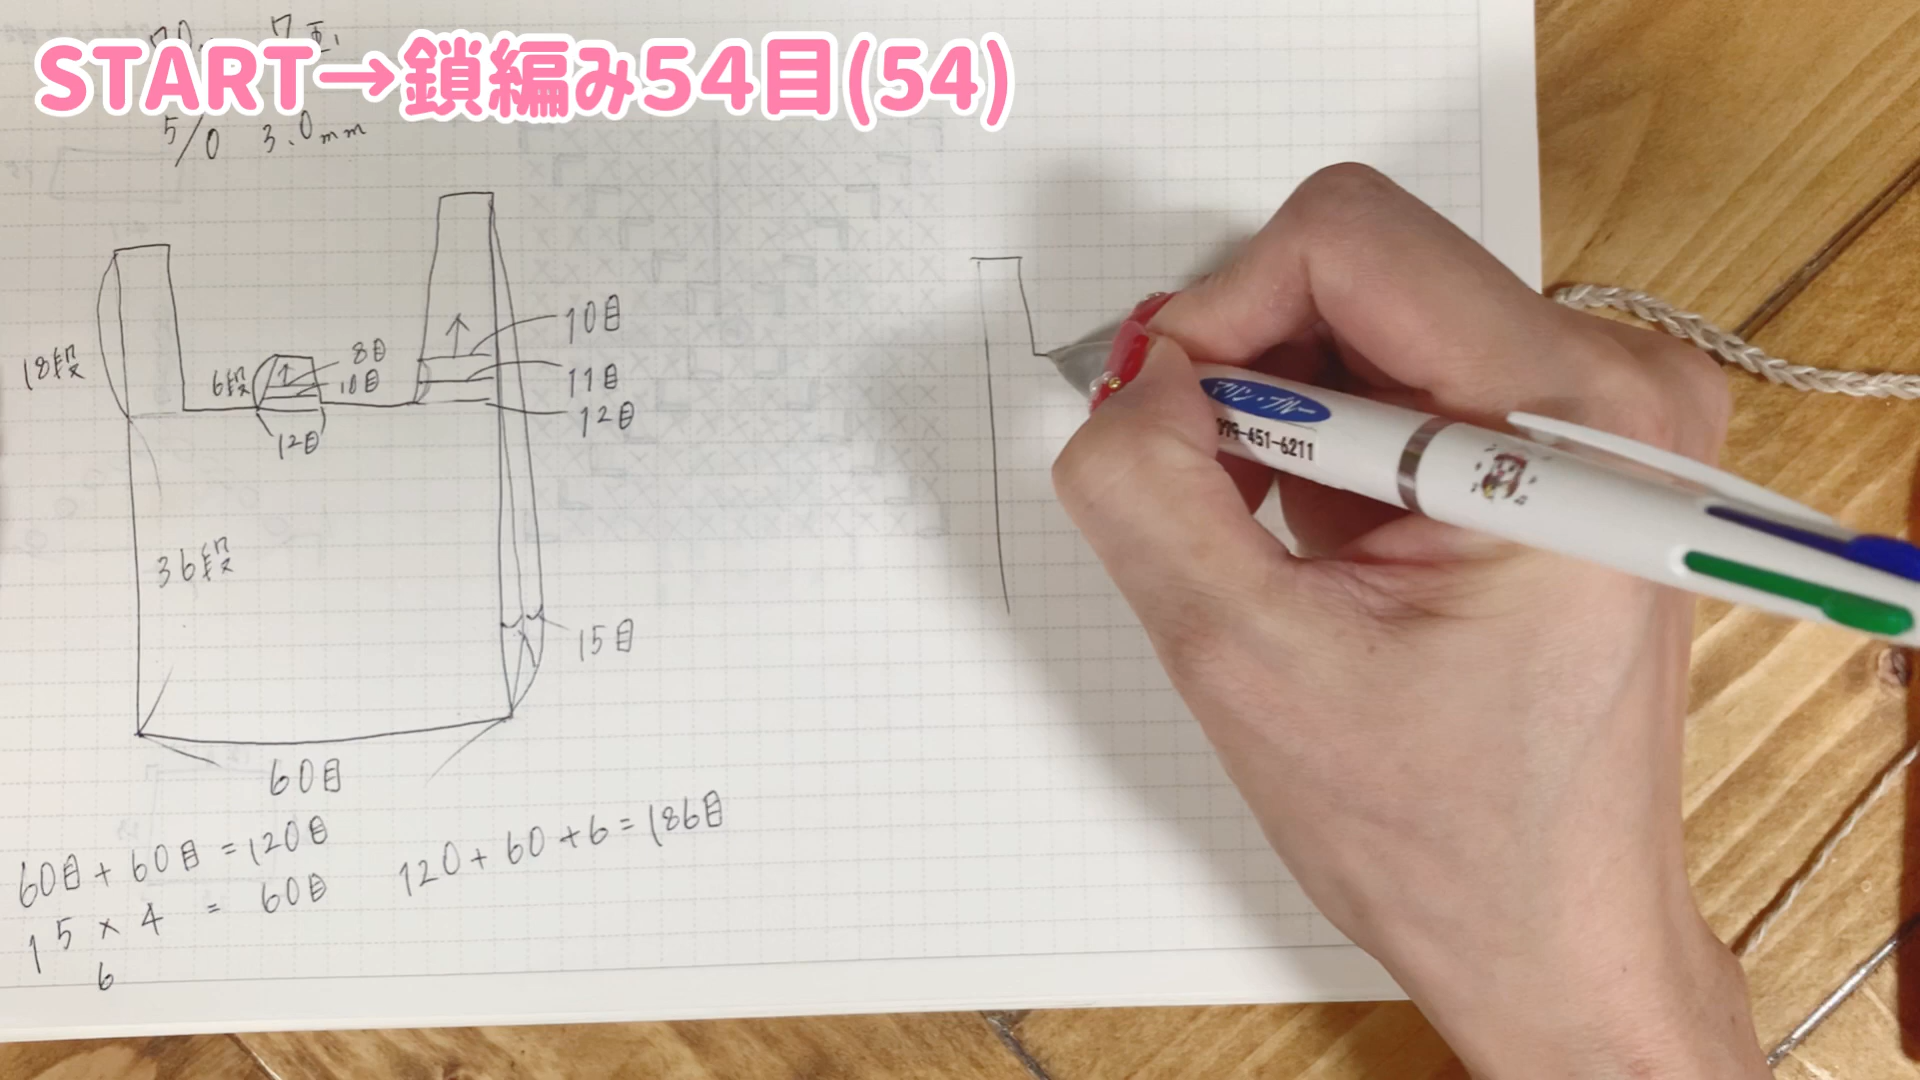 START→鎖編み54目(54)
5/0 3.0mm
18段
6段
8目
10目
12目
10目
11目
12目
36段
15目
60目
60目+60目=120目
15×4=60目
6
120+60+6=186目
マリン・ブルー
079-451-6211